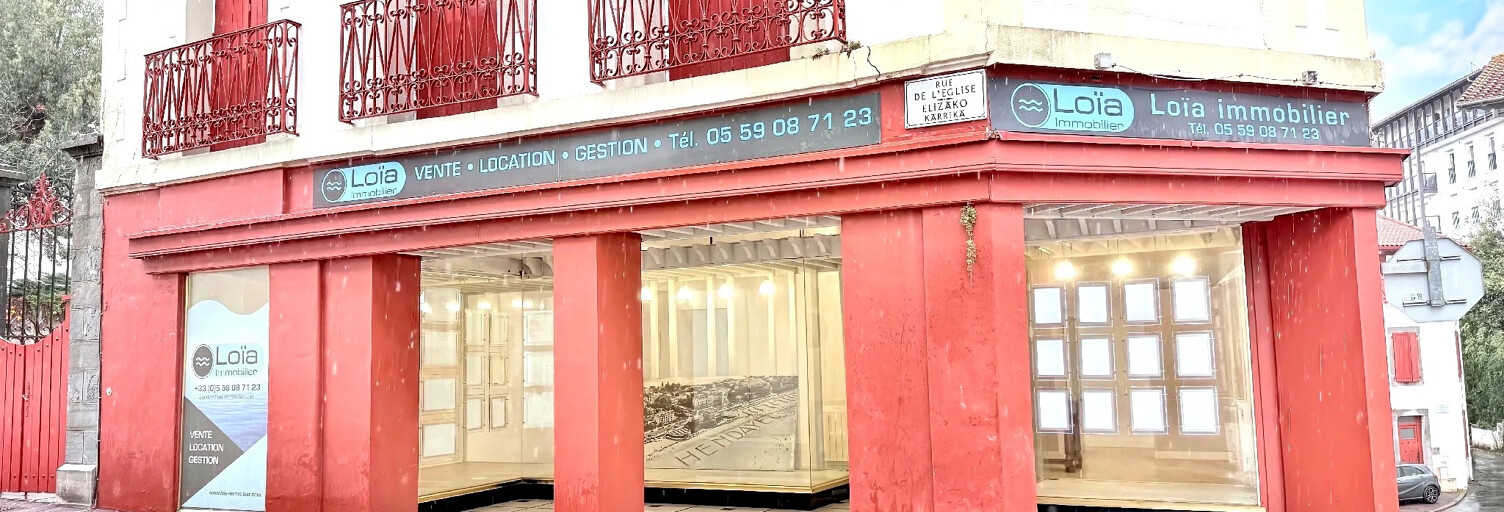 Loïa
Immobilier
VENTE • LOCATION • GESTION • Tél. 05 59 08 71 23
RUE
DE L'EGLISE
ELIZAKO
KARRIKA
Loïa
Immobilier
Loïa immobilier
Tél. 05 59 08 71 23
Loïa
Immobilier
+33 (0)5 59 08 71 23
VENTE
LOCATION
GESTION
HENDAYE